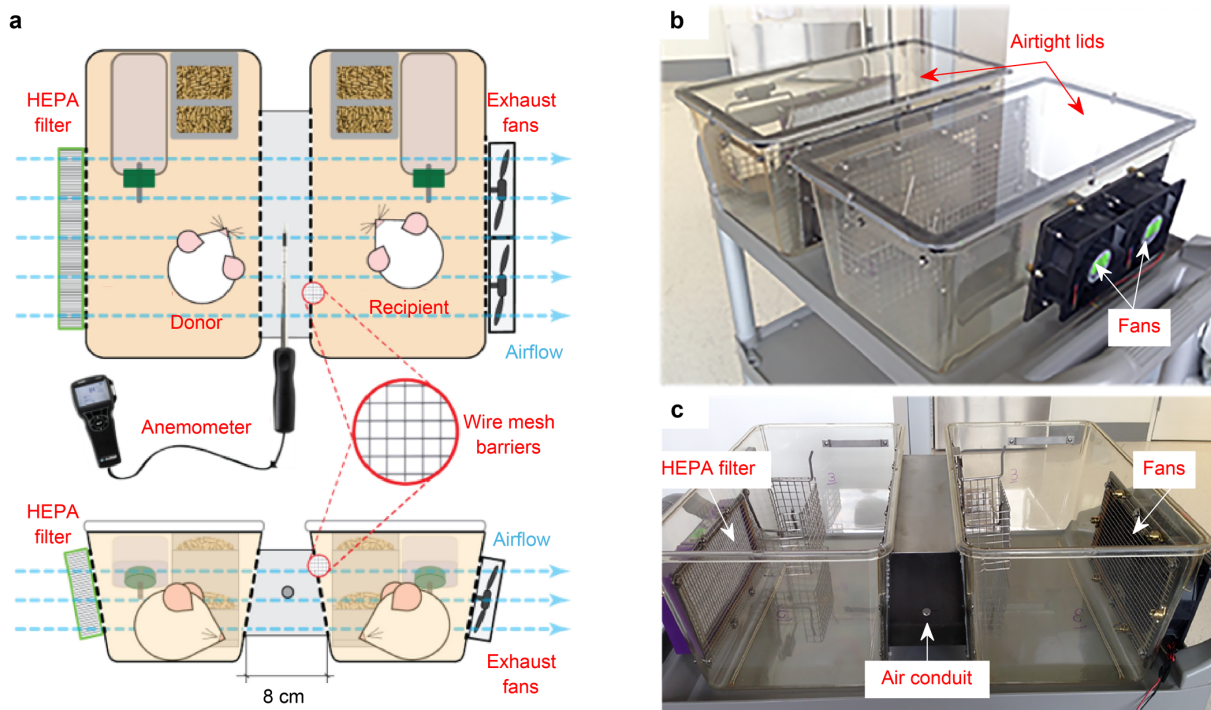 a
HEPA
filter
Exhaust
fans
Donor
Recipient
Airflow
Anemometer
Wire mesh
barriers
HEPA
filter
Airflow
Exhaust
fans
8 cm
b
Airtight lids
Fans
c
HEPA filter
Fans
Air conduit